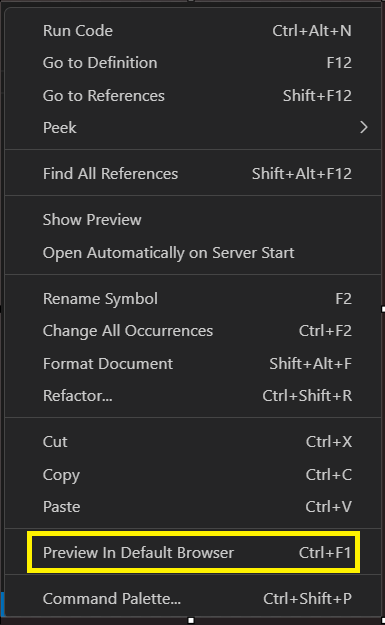 Run Code Ctrl+Alt+N
Go to Definition F12
Go to References Shift+F12
Peek
Find All References Shift+Alt+F12
Show Preview
Open Automatically on Server Start
Rename Symbol F2
Change All Occurrences Ctrl+F2
Format Document Shift+Alt+F
Refactor... Ctrl+Shift+R
Cut Ctrl+X
Copy Ctrl+C
Paste Ctrl+V
Preview In Default Browser Ctrl+F1
Command Palette... Ctrl+Shift+P